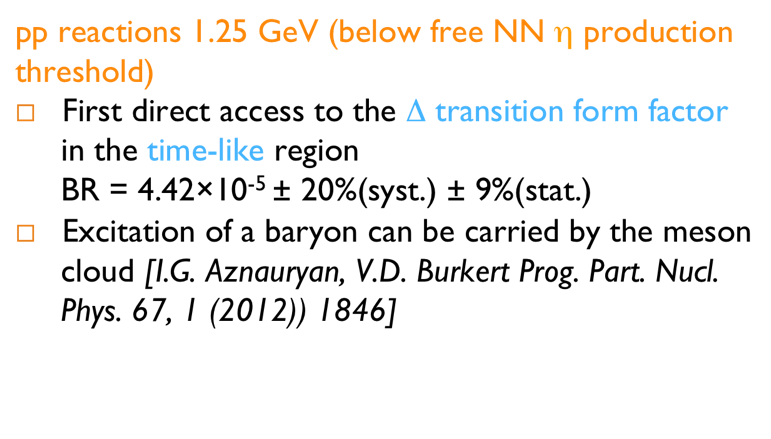 pp reactions 1.25 GeV (below free NN η production
threshold)
□ First direct access to the Δ transition form factor
in the time-like region
BR = 4.42×10⁻⁵ ± 20%(syst.) ± 9%(stat.)
□ Excitation of a baryon can be carried by the meson
cloud [I.G. Aznauryan, V.D. Burkert Prog. Part. Nucl.
Phys. 67, 1 (2012)) 1846]